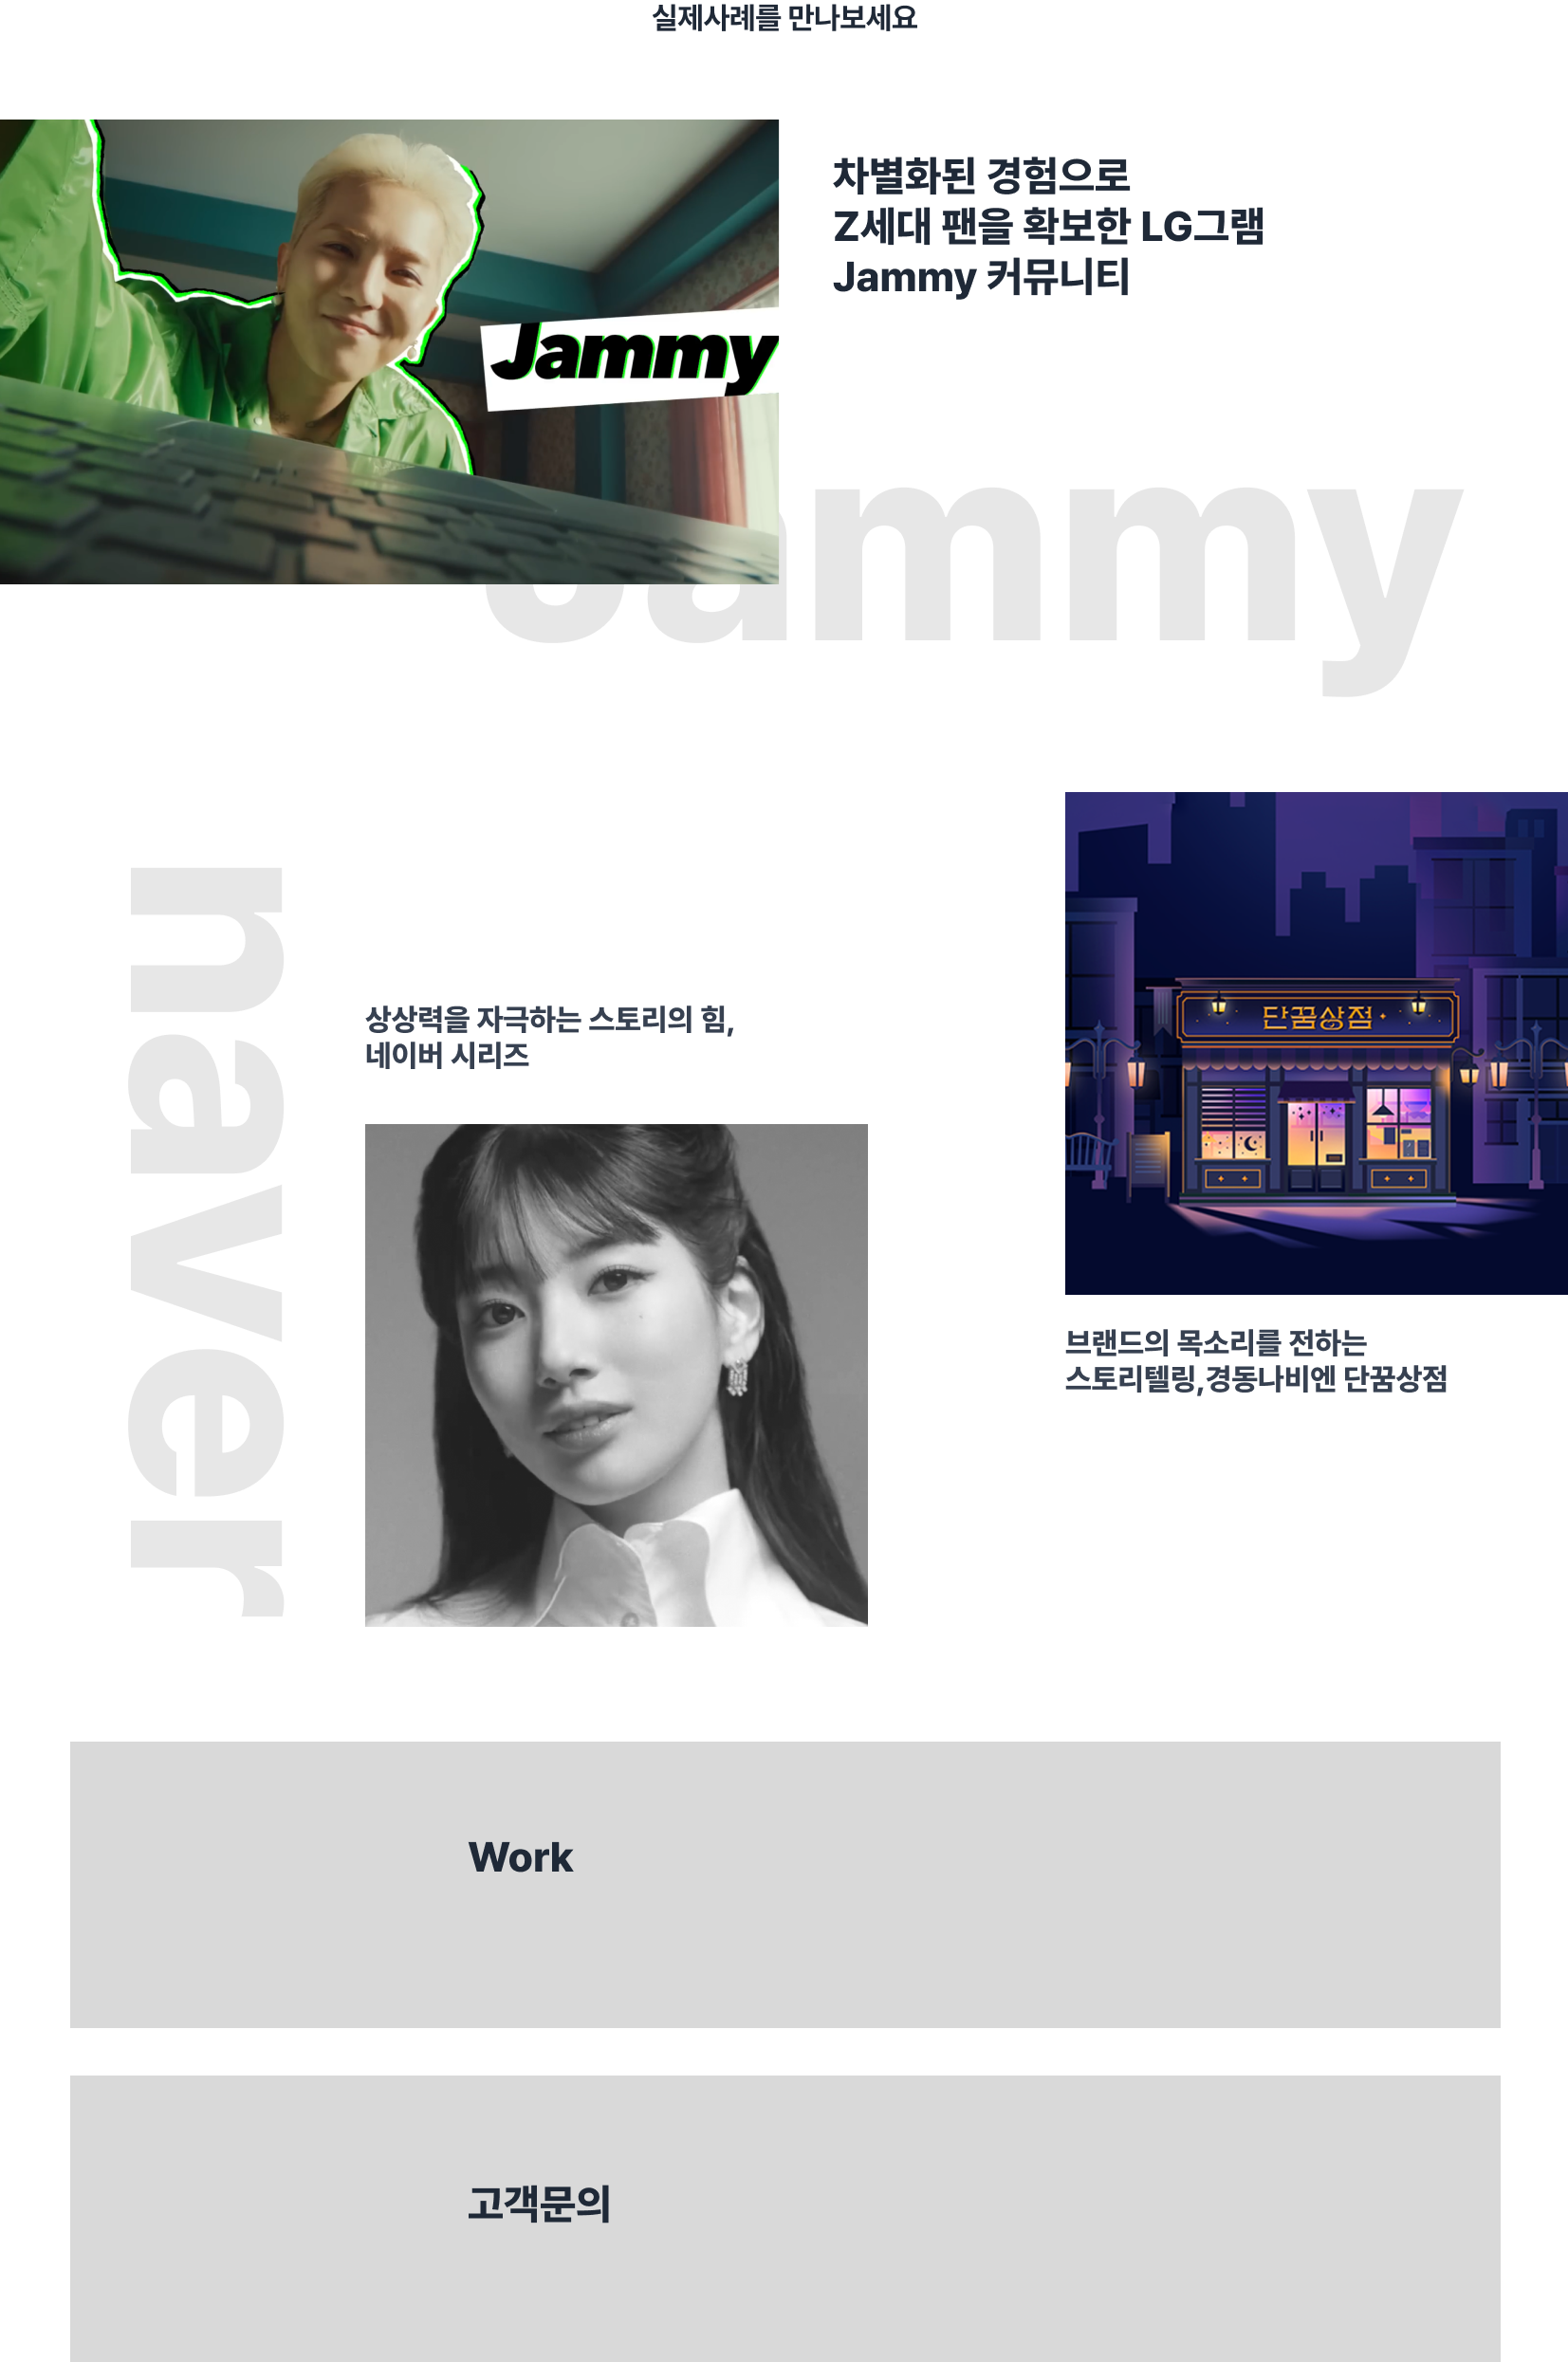 실제사례를 만나보세요
Jammy
차별화된 경험으로
Z세대 팬을 확보한 LG그램
Jammy 커뮤니티
Jammy
naver
상상력을 자극하는 스토리의 힘,
네이버 시리즈
단꿈상점
브랜드의 목소리를 전하는
스토리텔링,경동나비엔 단꿈상점
Work
고객문의